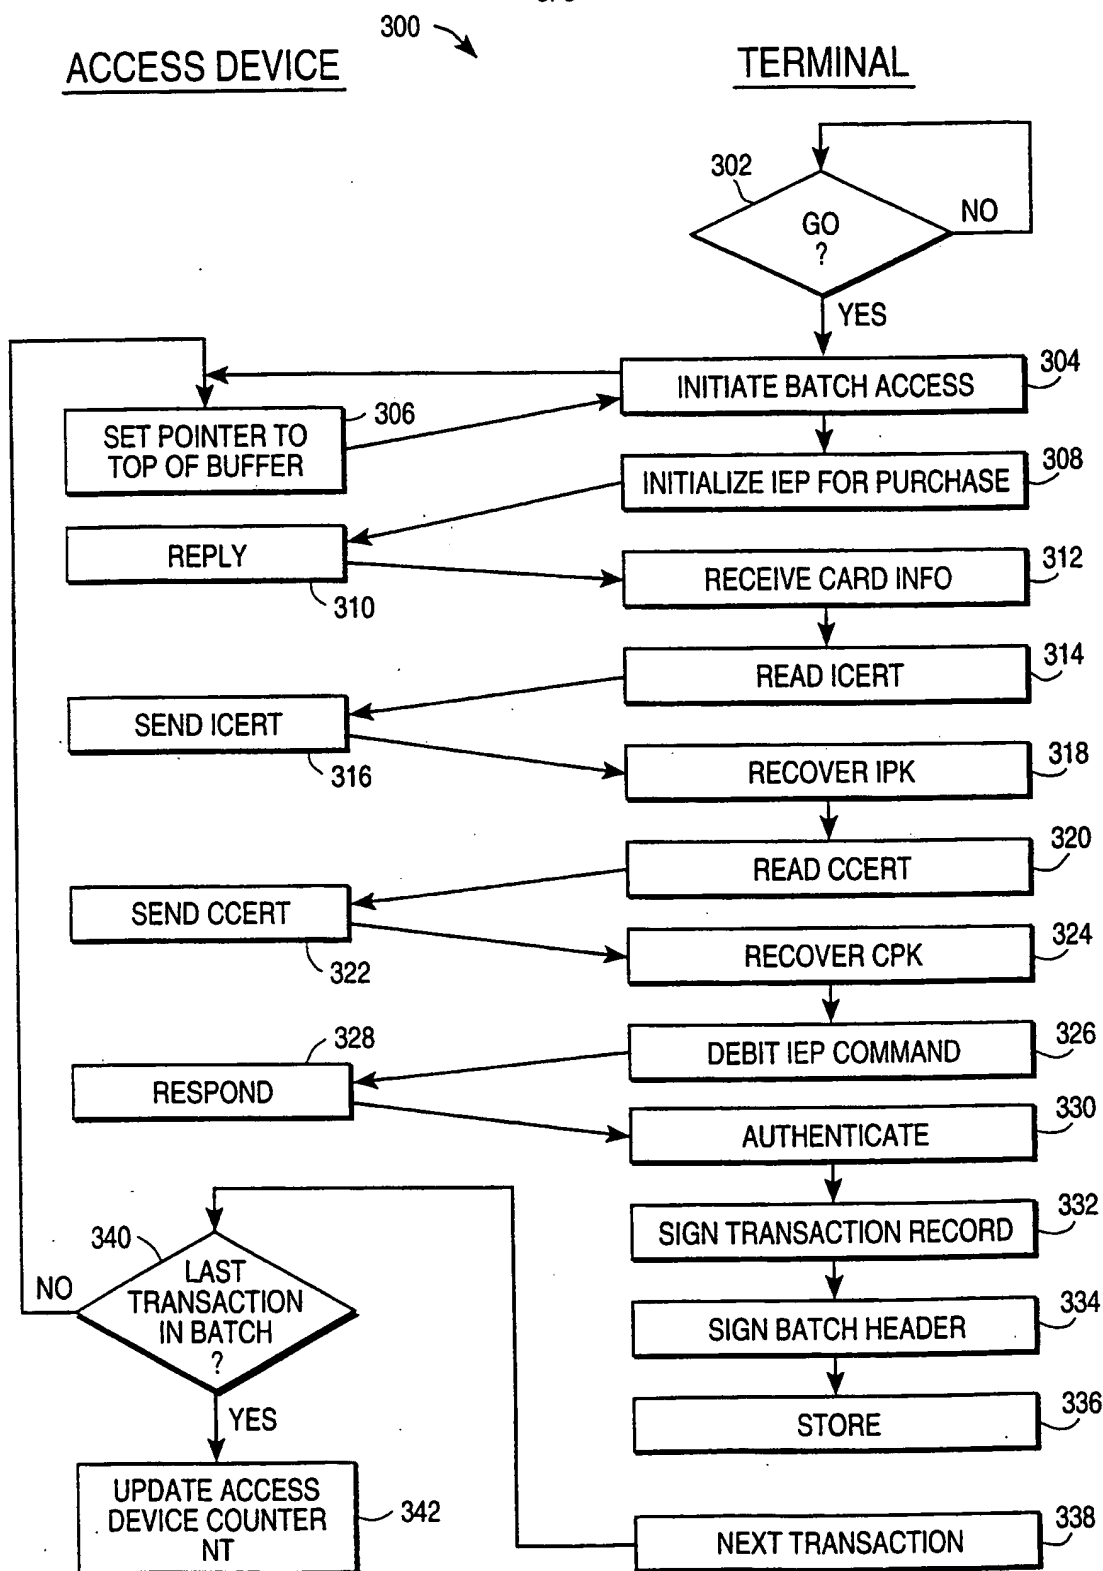 300
ACCESS DEVICE
TERMINAL
302
GO
?
NO
YES
304
INITIATE BATCH ACCESS
306
SET POINTER TO
TOP OF BUFFER
308
INITIALIZE IEP FOR PURCHASE
REPLY
310
312
RECEIVE CARD INFO
314
READ ICERT
SEND ICERT
316
318
RECOVER IPK
320
READ CCERT
SEND CCERT
322
324
RECOVER CPK
326
DEBIT IEP COMMAND
328
RESPOND
330
AUTHENTICATE
332
SIGN TRANSACTION RECORD
334
SIGN BATCH HEADER
336
STORE
340
LAST
TRANSACTION
IN BATCH
?
NO
YES
UPDATE ACCESS
DEVICE COUNTER
NT
342
338
NEXT TRANSACTION